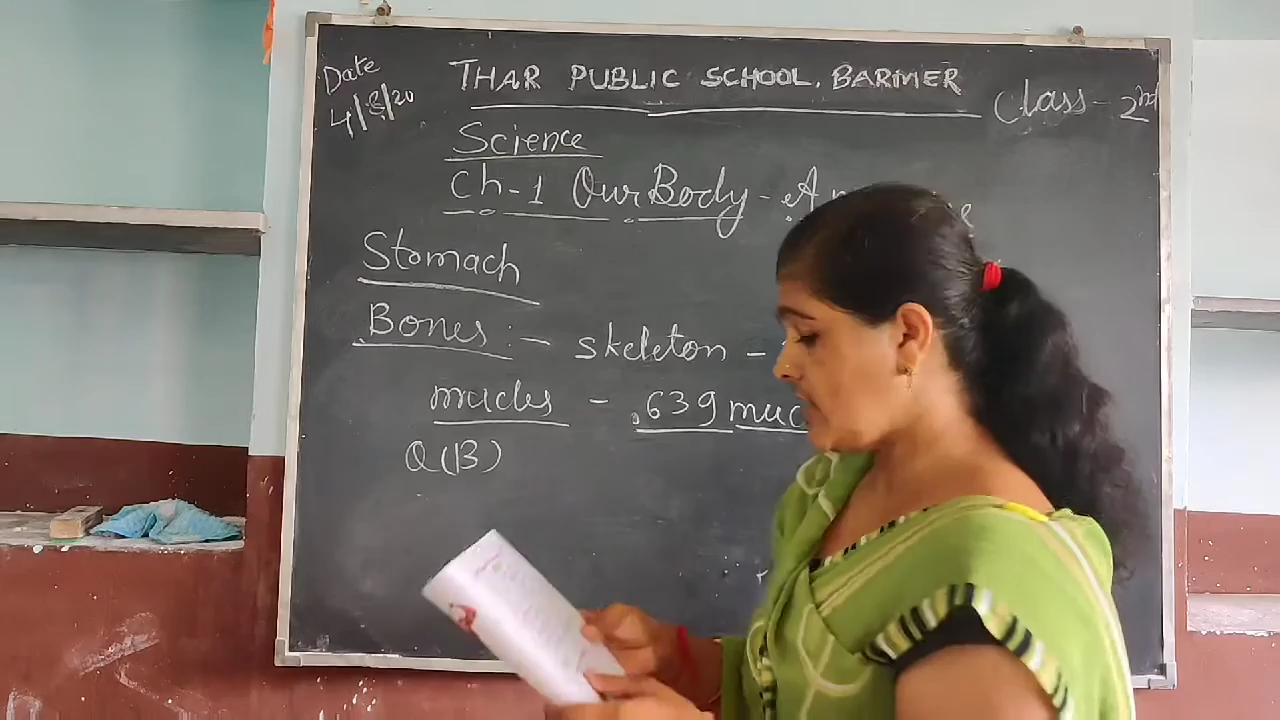 Date
4/8/20
THAR PUBLIC SCHOOL, BARMER
Class - 2nd
Science
Ch-1 Our Body - A
Stomach
Bones :- skeleton -
mucles - .639 muc
Q(B)